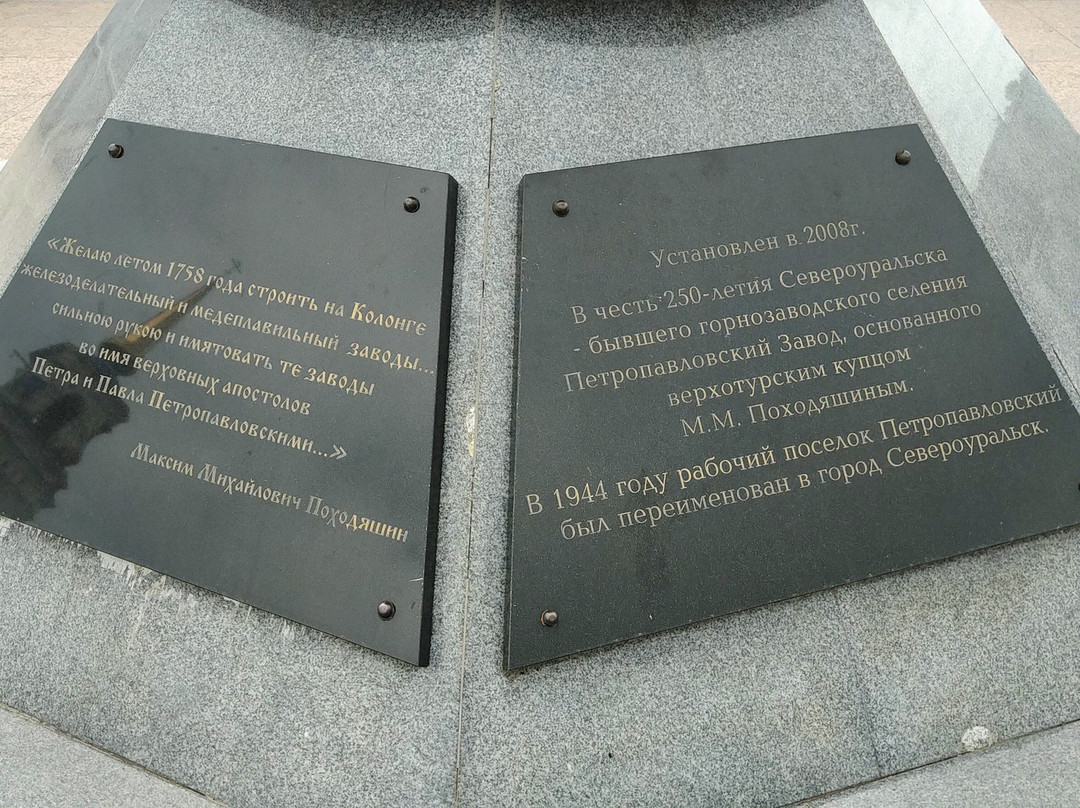 «Желаю летом 1758 года строить на Колонге
железоделательный и медеплавильный заводы...
сильною рукою и имятовать те заводы
во имя верховных апостолов
Петра и Павла Петропавловскими...»
Максим Михайлович Походяшин
Установлен в 2008г.
В честь 250-летия Североуральска
- бывшего горнозаводского селения
Петропавловский Завод, основанного
верхотурским купцом
М.М. Походяшиным.
В 1944 году рабочий поселок Петропавловский
был переименован в город Североуральск.